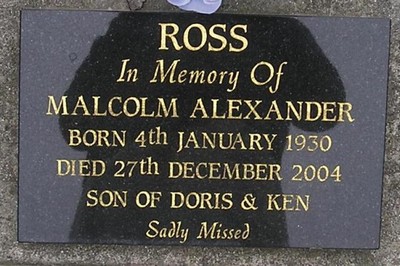 ROSS
In Memory Of
MALCOLM ALEXANDER
BORN 4th JANUARY 1930
DIED 27th DECEMBER 2004
SON OF DORIS & KEN
Sadly Missed